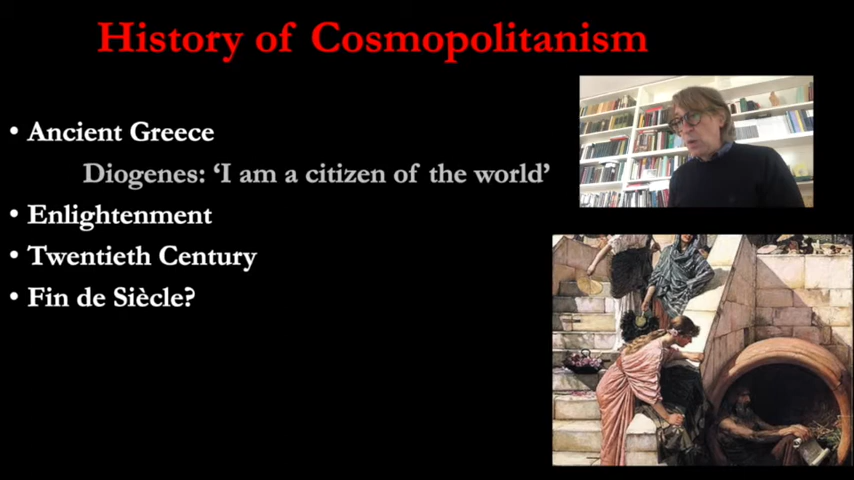 History of Cosmopolitanism
• Ancient Greece
Diogenes: ‘I am a citizen of the world’
• Enlightenment
• Twentieth Century
• Fin de Siècle?